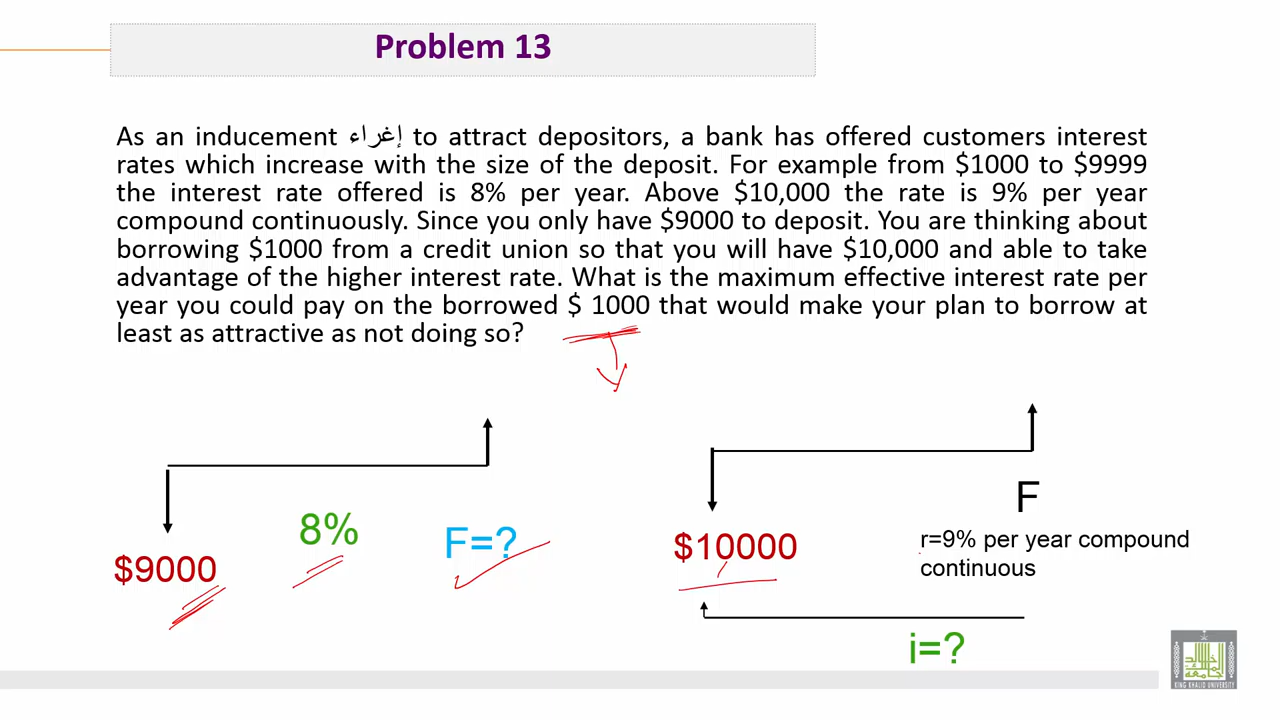 Problem 13
As an inducement إغراء to attract depositors, a bank has offered customers interest
rates which increase with the size of the deposit. For example from $1000 to $9999
the interest rate offered is 8% per year. Above $10,000 the rate is 9% per year
compound continuously. Since you only have $9000 to deposit. You are thinking about
borrowing $1000 from a credit union so that you will have $10,000 and able to take
advantage of the higher interest rate. What is the maximum effective interest rate per
year you could pay on the borrowed $ 1000 that would make your plan to borrow at
least as attractive as not doing so?
$9000
8%
F=?
$10000
F
r=9% per year compound
continuous
i=?
KING KHALID UNIVERSITY